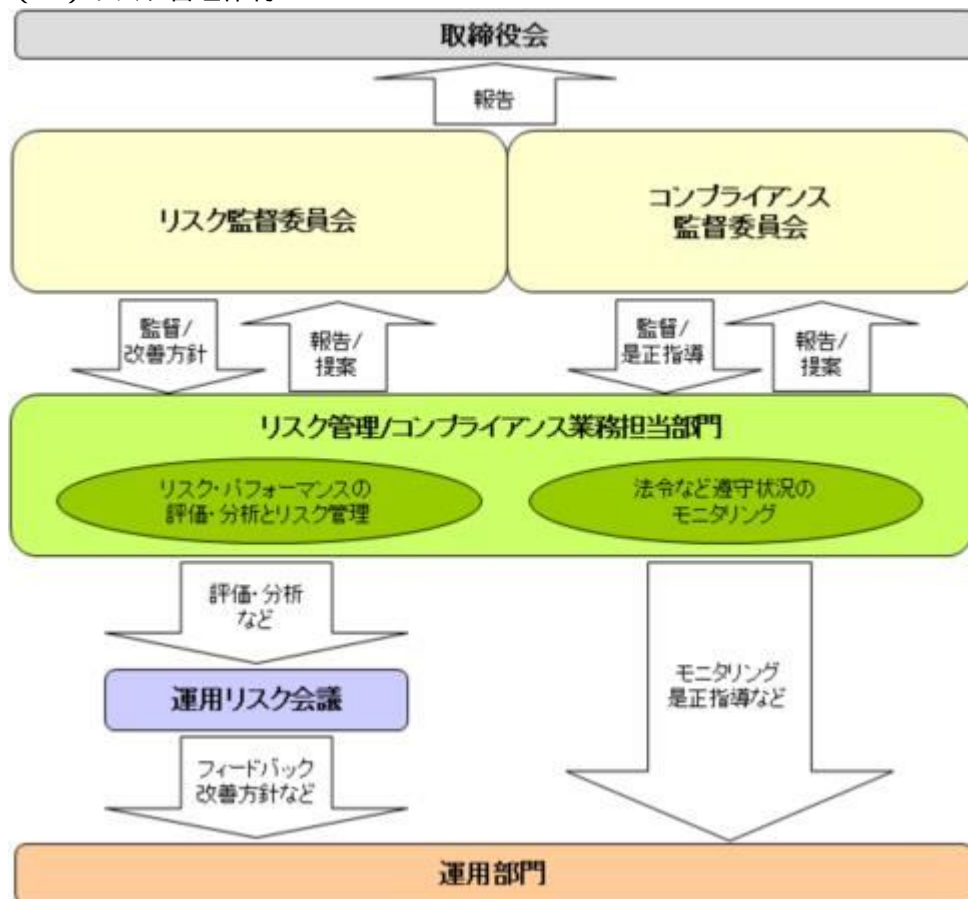 取締役会
報告
リスク監督委員会
コンプライアンス
監督委員会
監督/
改善方針
報告/
提案
監督/
是正指導
報告/
提案
リスク管理/コンプライアンス業務担当部門
リスク・パフォーマンスの
評価・分析とリスク管理
法令など遵守状況の
モニタリング
評価・分析
など
運用リスク会議
モニタリング
是正指導など
フィードバック
改善方針など
運用部門